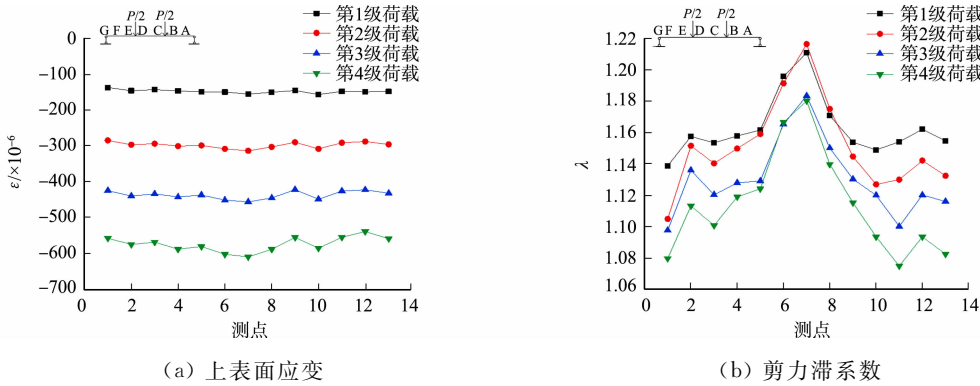 P/2 P/2
G F E D C B A
第1级荷载
第2级荷载
第3级荷载
第4级荷载
0
-100
-200
-300
-400
-500
-600
-700
ε/×10⁻⁶
0 2 4 6 8 10 12 14
测点
(a) 上表面应变
P/2 P/2
G F E D C B A
第1级荷载
第2级荷载
第3级荷载
第4级荷载
1.22
1.20
1.18
1.16
1.14
1.12
1.10
1.08
1.06
λ
0 2 4 6 8 10 12 14
测点
(b) 剪力滞系数